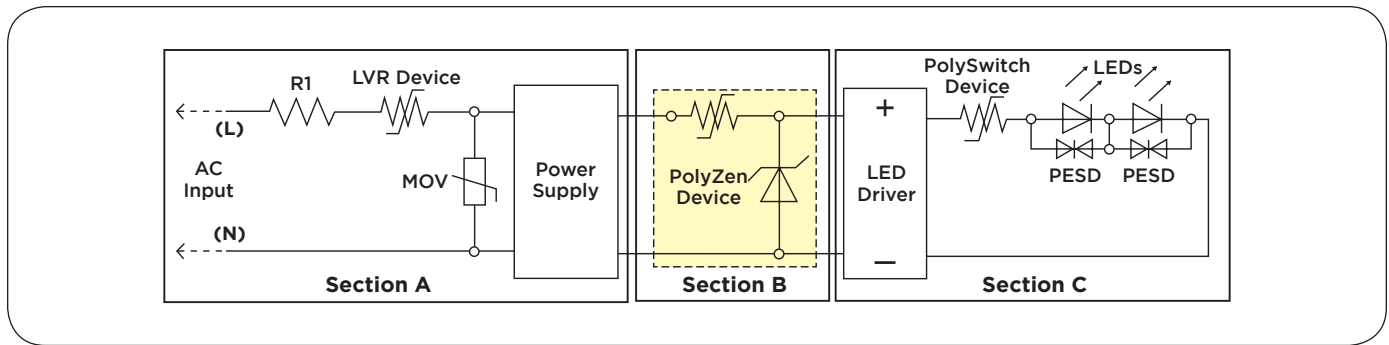 R1
LVR Device
(L)
AC
Input
(N)
MOV
Power
Supply
Section A
PolyZen
Device
Section B
+
LED
Driver
—
PolySwitch
Device
LEDs
PESD
PESD
Section C